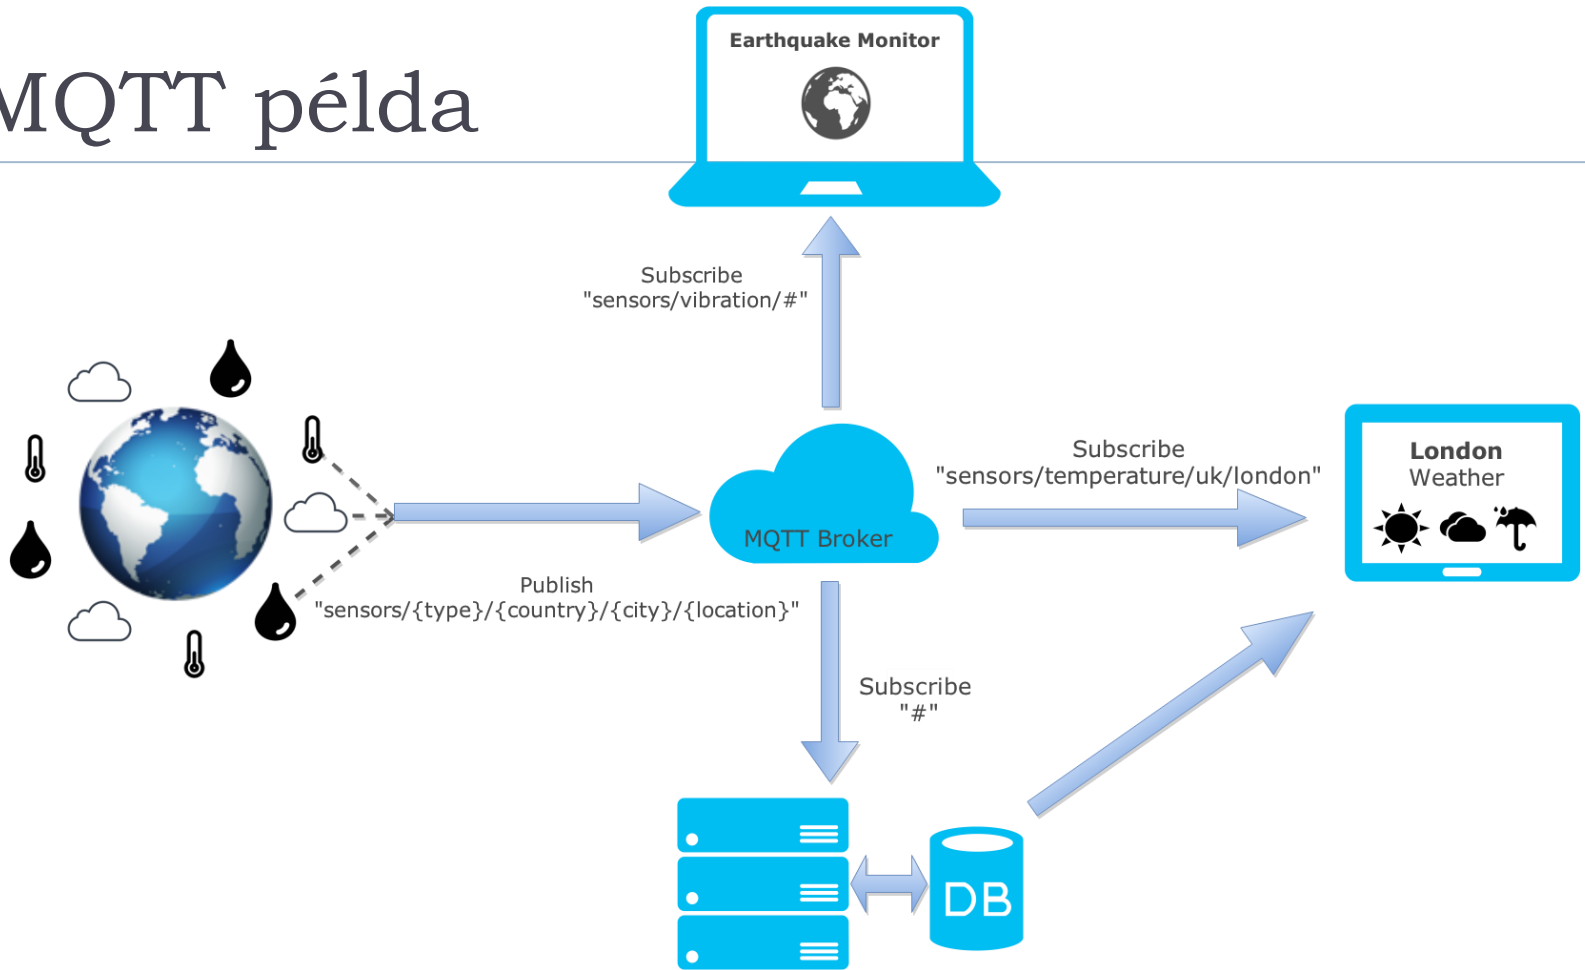 MQTT példa
Earthquake Monitor
Subscribe
"sensors/vibration/#"
Subscribe
"sensors/temperature/uk/london"
London
Weather
MQTT Broker
Publish
"sensors/{type}/{country}/{city}/{location}"
Subscribe
"#"
DB